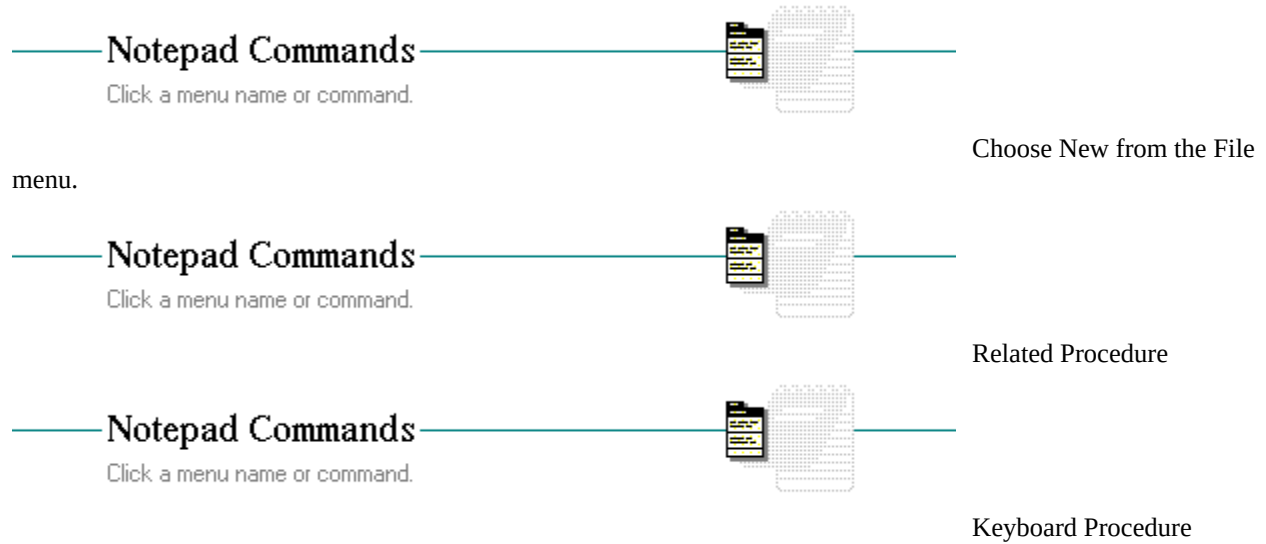 Notepad Commands
Click a menu name or command.
Choose New from the File
menu.
Notepad Commands
Click a menu name or command.
Related Procedure
Notepad Commands
Click a menu name or command.
Keyboard Procedure